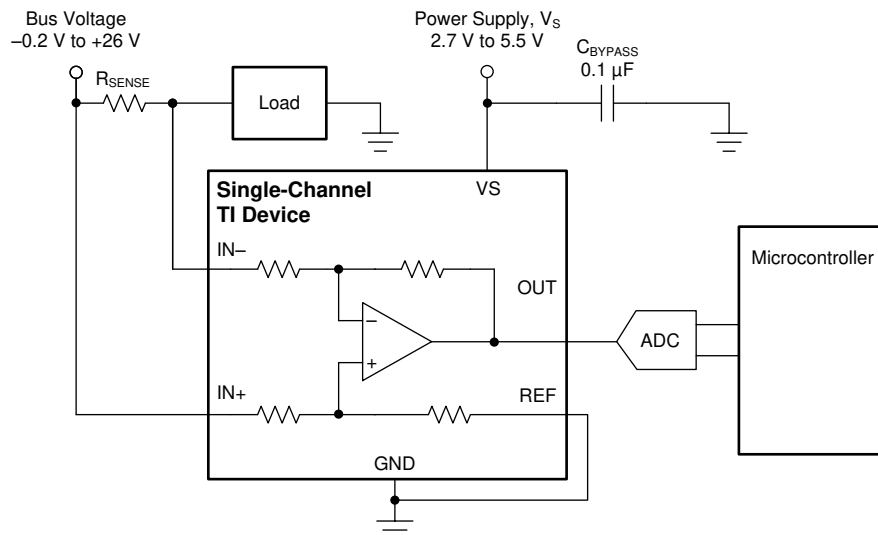 Bus Voltage
–0.2 V to +26 V
Power Supply, VS
2.7 V to 5.5 V
CBYPASS
0.1 µF
RSENSE
Load
Single-Channel
TI Device
VS
IN–
OUT
–
+
ADC
Microcontroller
IN+
REF
GND